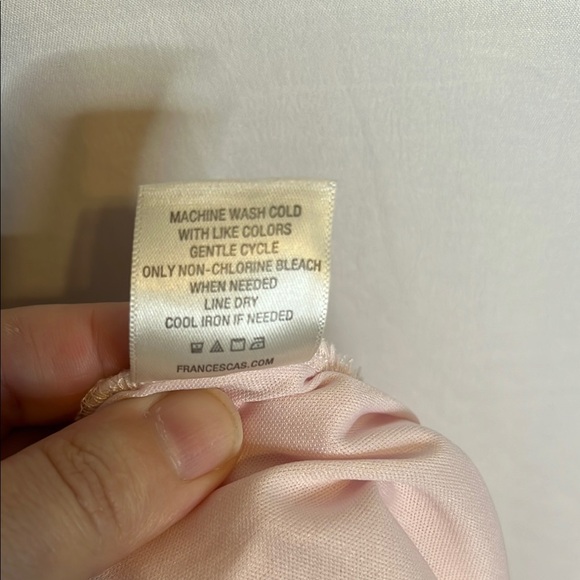 MACHINE WASH COLD
WITH LIKE COLORS
GENTLE CYCLE
ONLY NON-CHLORINE BLEACH
WHEN NEEDED
LINE DRY
COOL IRON IF NEEDED
FRANCESCAS.COM